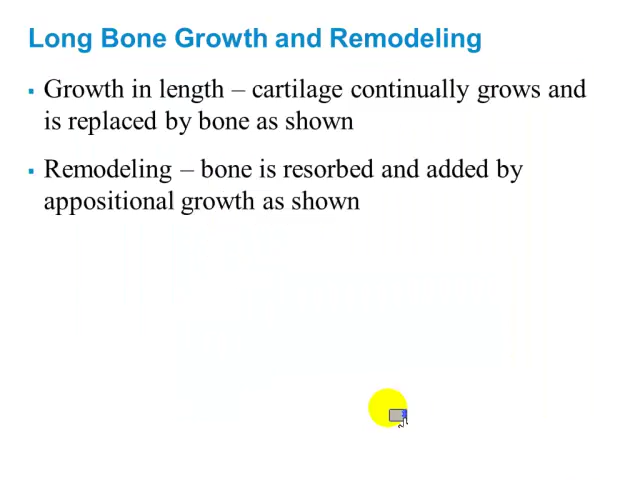 Long Bone Growth and Remodeling
▪ Growth in length – cartilage continually grows and
is replaced by bone as shown
▪ Remodeling – bone is resorbed and added by
appositional growth as shown